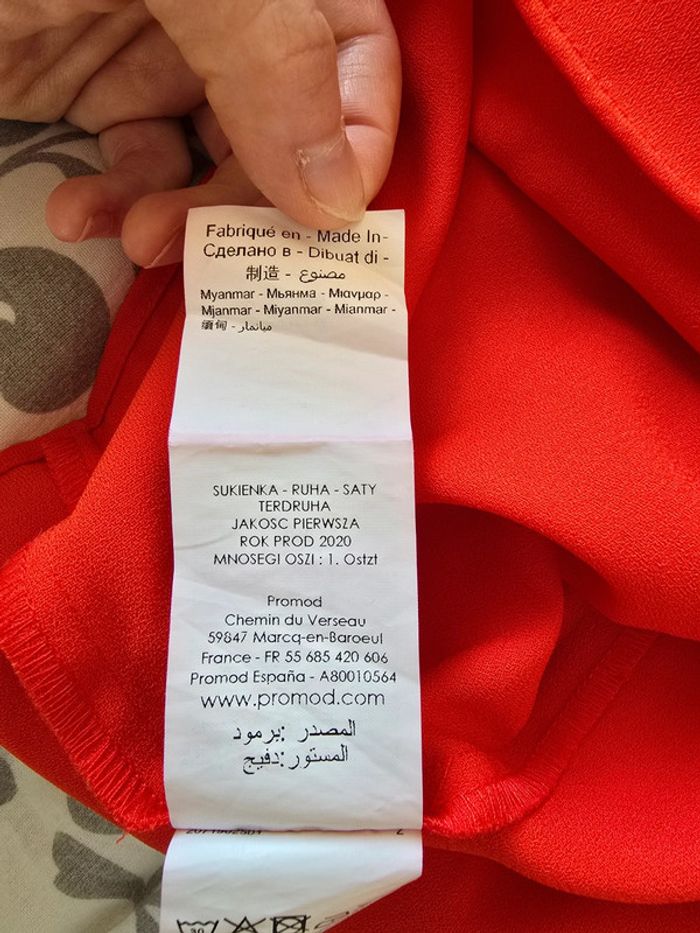 Fabriqué en - Made In-
Сделано в - Dibuat di -
制造 - مصنوع
Myanmar - Мьянма - Μιανμαρ -
Mjanmar - Miyanmar - Mianmar -
缅甸 - ميانمار
SUKIENKA - RUHA - SATY
TERDRUHA
JAKOSC PIERWSZA
ROK PROD 2020
MNOSEGI OSZI : 1. Osztt
Promod
Chemin du Verseau
59847 Marcq-en-Baroeul
France - FR 55 685 420 606
Promod España - A80010564
www.promod.com
المصدر :برمود
المستور :دفيج
30